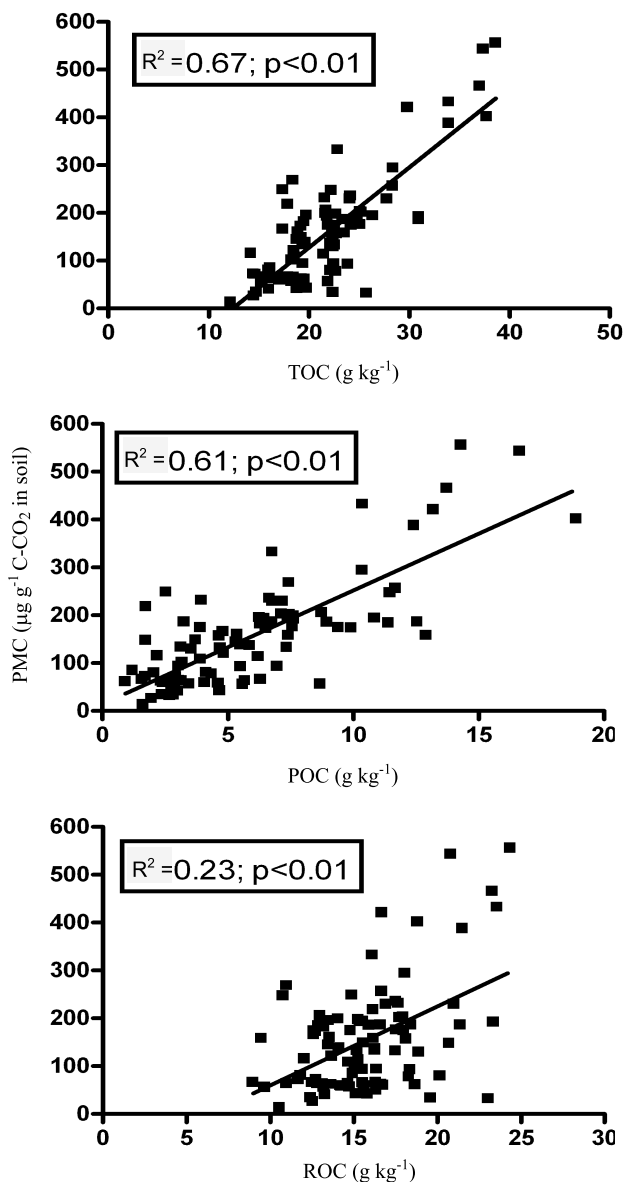 600
500
400
300
200
100
0
R² = 0.67; p<0.01
0 10 20 30 40 50
TOC (g kg⁻¹)
PMC (µg g⁻¹ C-CO₂ in soil)
600
500
400
300
200
100
0
R² = 0.61; p<0.01
0 5 10 15 20
POC (g kg⁻¹)
600
500
400
300
200
100
0
R² = 0.23; p<0.01
0 5 10 15 20 25 30
ROC (g kg⁻¹)